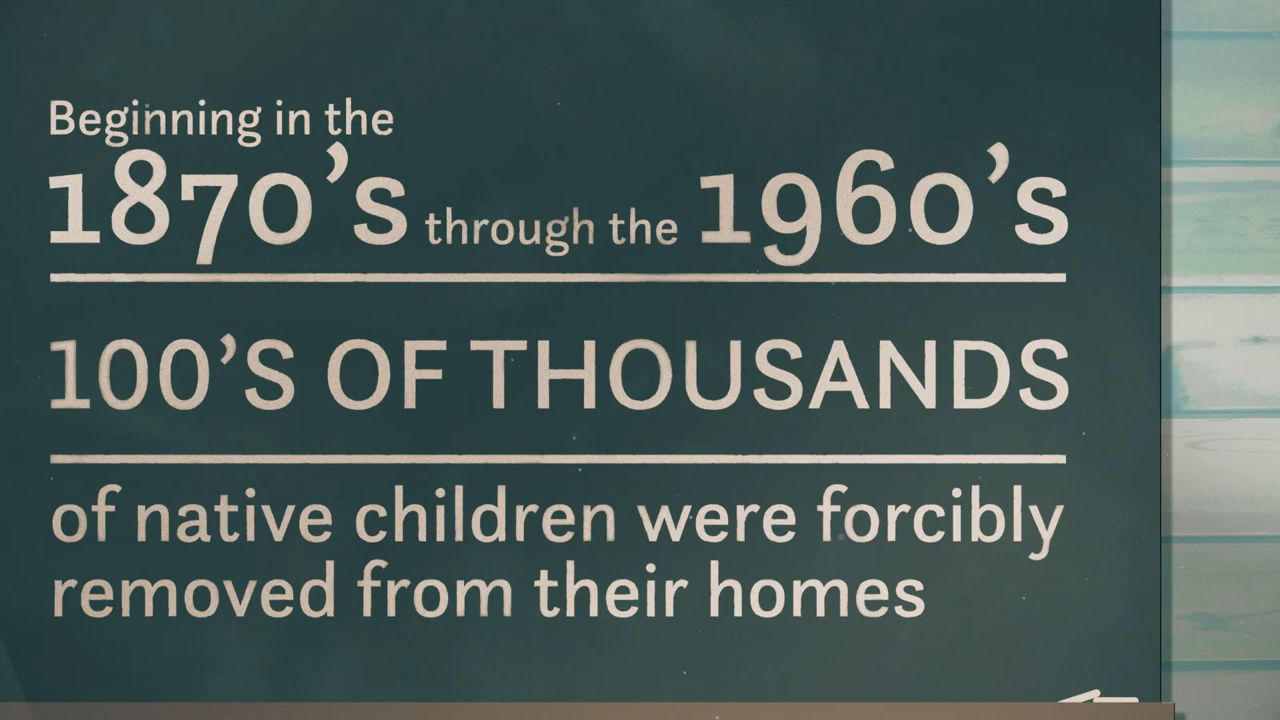 Beginning in the
1870’s through the 1960’s
100’S OF THOUSANDS
of native children were forcibly
removed from their homes